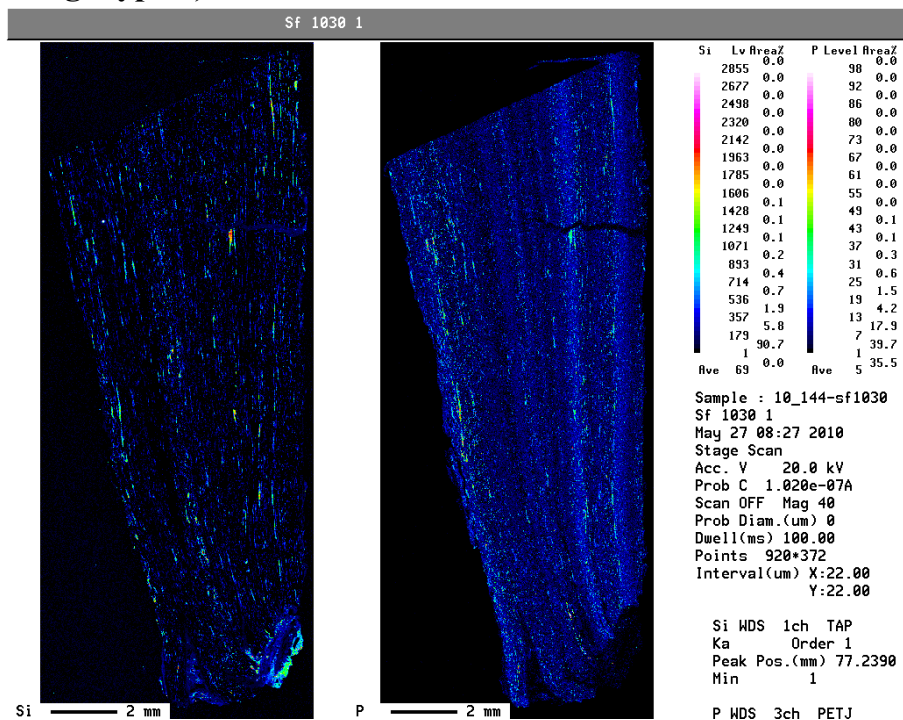 Sf 1030 1
Si Lv Area% P Level Area%
0.0 0.0
2855 98
0.0 0.0
2677 92
0.0 0.0
2498 86
0.0 0.0
2320 80
0.0 0.0
2142 73
0.0 0.0
1963 67
0.0 0.0
1785 61
0.0 0.0
1606 55
0.1 0.0
1428 49
0.1 0.1
1249 43
0.1 0.1
1071 37
0.2 0.3
893 31
0.4 0.6
714 25
0.7 1.5
536 19
1.9 4.2
357 13
5.8 17.9
179 7
90.7 39.7
1 1
0.0 35.5
Ave 69 Ave 5
Sample : 10_144-sf1030
Sf 1030 1
May 27 08:27 2010
Stage Scan
Acc. V 20.0 kV
Prob C 1.020e-07A
Scan OFF Mag 40
Prob Diam.(um) 0
Dwell(ms) 100.00
Points 920*372
Interval(um) X:22.00
Y:22.00
Si WDS 1ch TAP
Ka Order 1
Peak Pos.(mm) 77.2390
Min 1
P WDS 3ch PETJ
Si 2 mm
P 2 mm